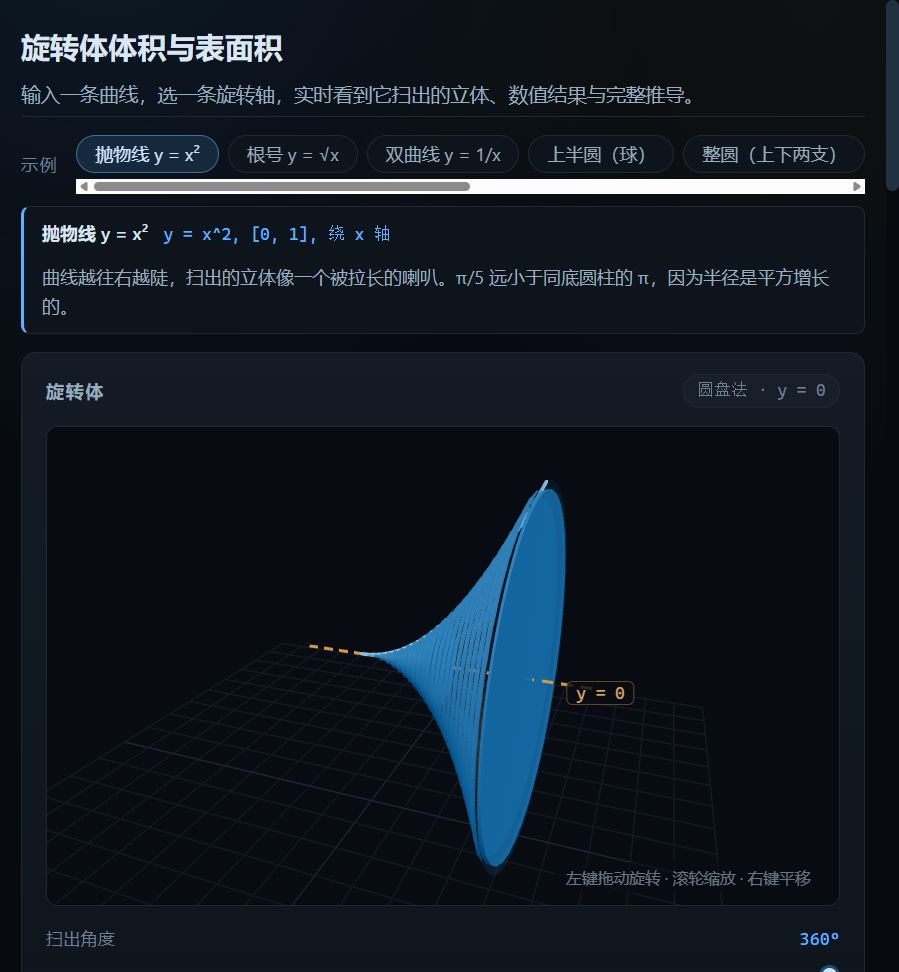 旋转体体积与表面积
输入一条曲线，选一条旋转轴，实时看到它扫出的立体、数值结果与完整推导。
示例 抛物线 y = x² 根号 y = √x 双曲线 y = 1/x 上半圆（球） 整圆（上下两支）
抛物线 y = x² y = x^2, [0, 1], 绕 x 轴
曲线越往右越陡，扫出的立体像一个被拉长的喇叭。π/5 远小于同底圆柱的 π，因为半径是平方增长
的。
旋转体 圆盘法 · y = 0
y = 0
左键拖动旋转 · 滚轮缩放 · 右键平移
扫出角度 360°